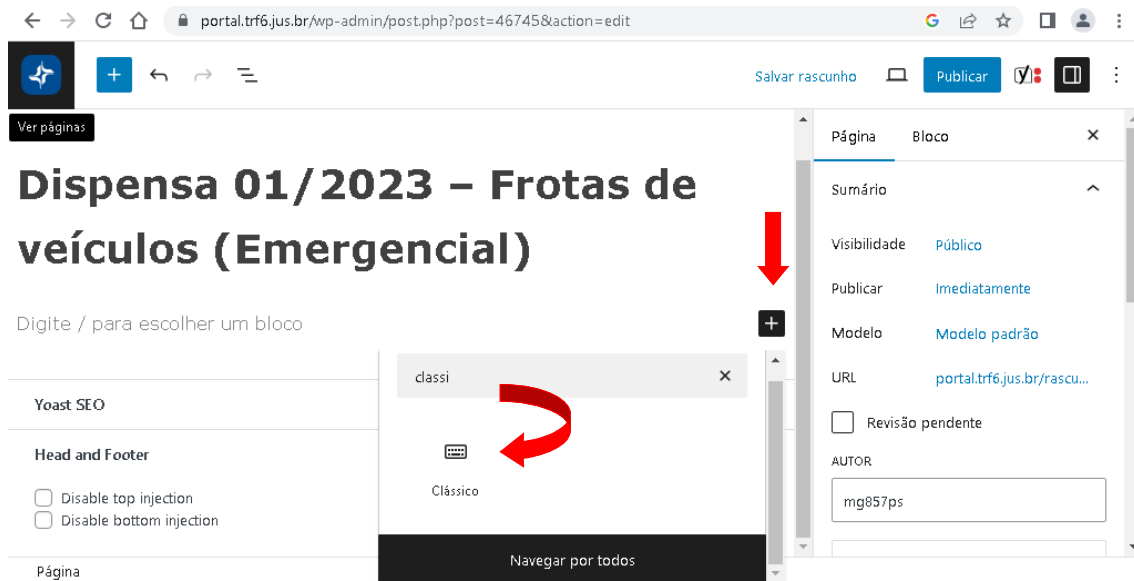 portal.trf6.jus.br/wp-admin/post.php?post=46745&action=edit
Salvar rascunho
Publicar
Ver páginas
Dispensa 01/2023 – Frotas de
veículos (Emergencial)
Digite / para escolher um bloco
classi
Clássico
Navegar por todos
Yoast SEO
Head and Footer
Disable top injection
Disable bottom injection
Página
Página Bloco
Sumário
Visibilidade Público
Publicar Imediatamente
Modelo Modelo padrão
URL portal.trf6.jus.br/rascu...
Revisão pendente
AUTOR
mg857ps